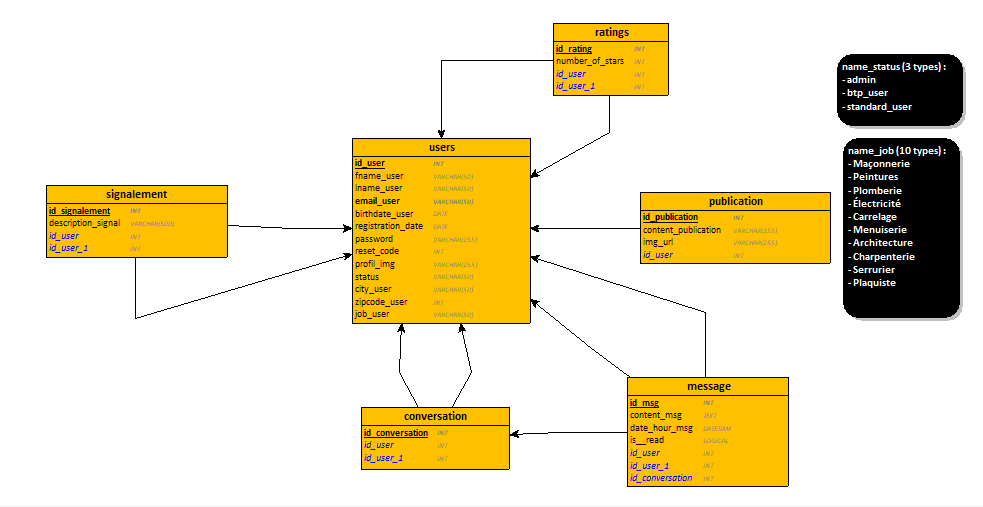 ratings
id_rating INT
number_of_stars INT
id_user INT
id_user_1 INT
name_status (3 types) :
- admin
- btp_user
- standard_user
users
id_user INT
fname_user VARCHAR(50)
lname_user VARCHAR(50)
email_user VARCHAR(50)
birthdate_user DATE
registration_date DATE
password VARCHAR(255)
reset_code INT
profil_img VARCHAR(255)
status VARCHAR(50)
city_user VARCHAR(50)
zipcode_user INT
job_user VARCHAR(50)
name_job (10 types) :
- Maçonnerie
- Peintures
- Plomberie
- Électricité
- Carrelage
- Menuiserie
- Architecture
- Charpenterie
- Serrurier
- Plaquiste
signalement
id_signalement INT
description_signal VARCHAR(500)
id_user INT
id_user_1 INT
publication
id_publication INT
content_publication VARCHAR(255)
img_url VARCHAR(255)
id_user INT
conversation
id_conversation INT
id_user INT
id_user_1 INT
message
id_msg INT
content_msg TEXT
date_hour_msg DATETIME
is__read LOGICAL
id_user INT
id_user_1 INT
id_conversation INT